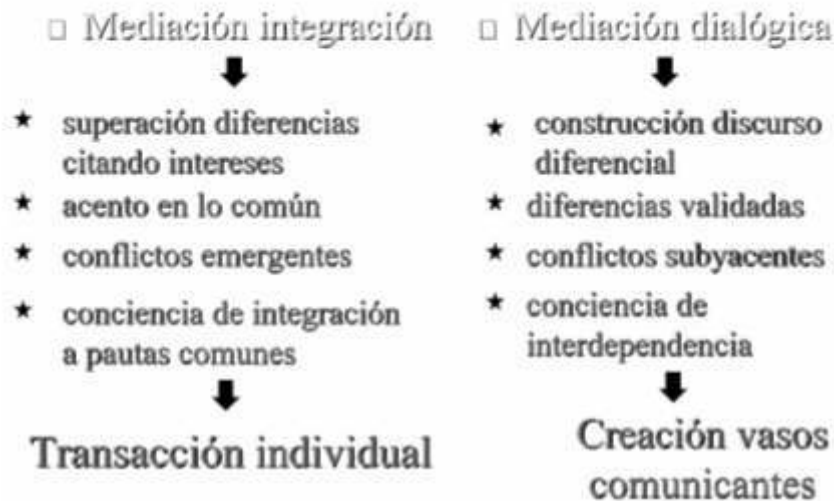 □ Mediación integración
★ superación diferencias
citando intereses
★ acento en lo común
★ conflictos emergentes
★ conciencia de integración
a pautas comunes
Transacción individual
□ Mediación dialógica
★ construcción discurso
diferencial
★ diferencias validadas
★ conflictos subyacentes
★ conciencia de
interdependencia
Creación vasos
comunicantes